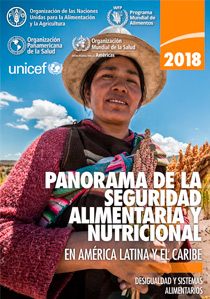 Organización de las Naciones
Unidas para la Alimentación
y la Agricultura
WFP
Programa
Mundial de
Alimentos
Organización
Panamericana
de la Salud
Organización
Mundial de la Salud
Américas
unicef
2018
PANORAMA DE LA
SEGURIDAD
ALIMENTARIA Y
NUTRICIONAL
EN AMÉRICA LATINA Y EL CARIBE
DESIGUALDAD Y SISTEMAS
ALIMENTARIOS